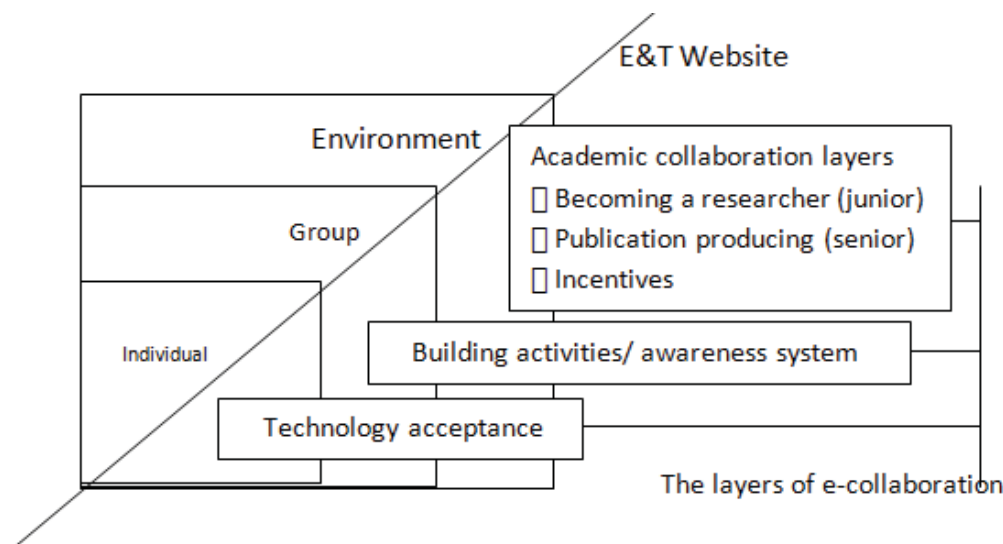 E&T Website
Environment
Academic collaboration layers
▯ Becoming a researcher (junior)
▯ Publication producing (senior)
▯ Incentives
Group
Individual
Building activities/ awareness system
Technology acceptance
The layers of e-collaboration